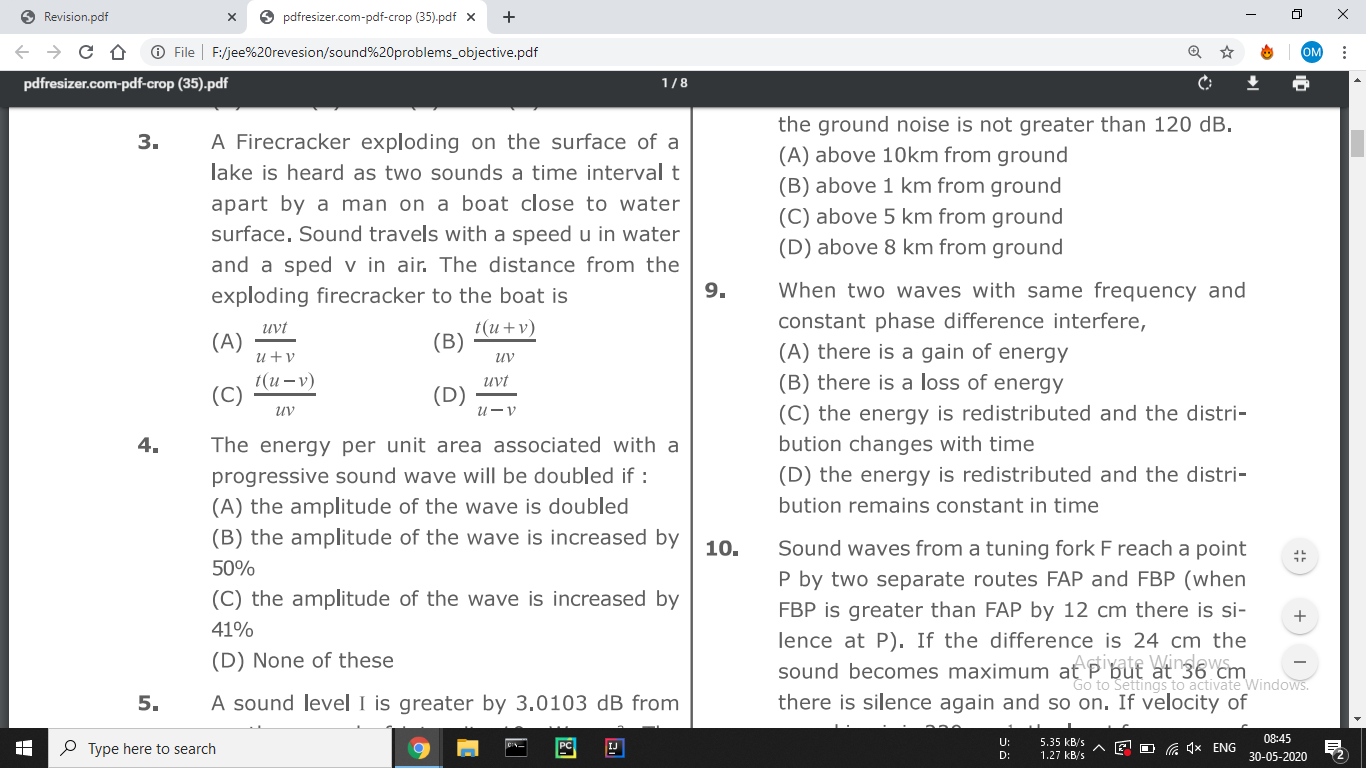 Revision.pdf
pdfresizer.com-pdf-crop (35).pdf
File
F:/jee%20revesion/sound%20problems_objective.pdf
OM
pdfresizer.com-pdf-crop (35).pdf
1 / 8
3. A Firecracker exploding on the surface of a
lake is heard as two sounds a time interval t
apart by a man on a boat close to water
surface. Sound travels with a speed u in water
and a sped v in air. The distance from the
exploding firecracker to the boat is
(A) uvt / u + v (B) t(u + v) / uv
(C) t(u − v) / uv (D) uvt / u − v
4. The energy per unit area associated with a
progressive sound wave will be doubled if :
(A) the amplitude of the wave is doubled
(B) the amplitude of the wave is increased by
50%
(C) the amplitude of the wave is increased by
41%
(D) None of these
5. A sound level I is greater by 3.0103 dB from
the ground noise is not greater than 120 dB.
(A) above 10km from ground
(B) above 1 km from ground
(C) above 5 km from ground
(D) above 8 km from ground
9. When two waves with same frequency and
constant phase difference interfere,
(A) there is a gain of energy
(B) there is a loss of energy
(C) the energy is redistributed and the distri-
bution changes with time
(D) the energy is redistributed and the distri-
bution remains constant in time
10. Sound waves from a tuning fork F reach a point
P by two separate routes FAP and FBP (when
FBP is greater than FAP by 12 cm there is si-
lence at P). If the difference is 24 cm the
sound becomes maximum at P but at 36 cm
there is silence again and so on. If velocity of
Activate Windows
Go to Settings to activate Windows.
Type here to search
PC
IJ
U: 5.35 kB/s
D: 1.27 kB/s
ENG
08:45
30-05-2020
2